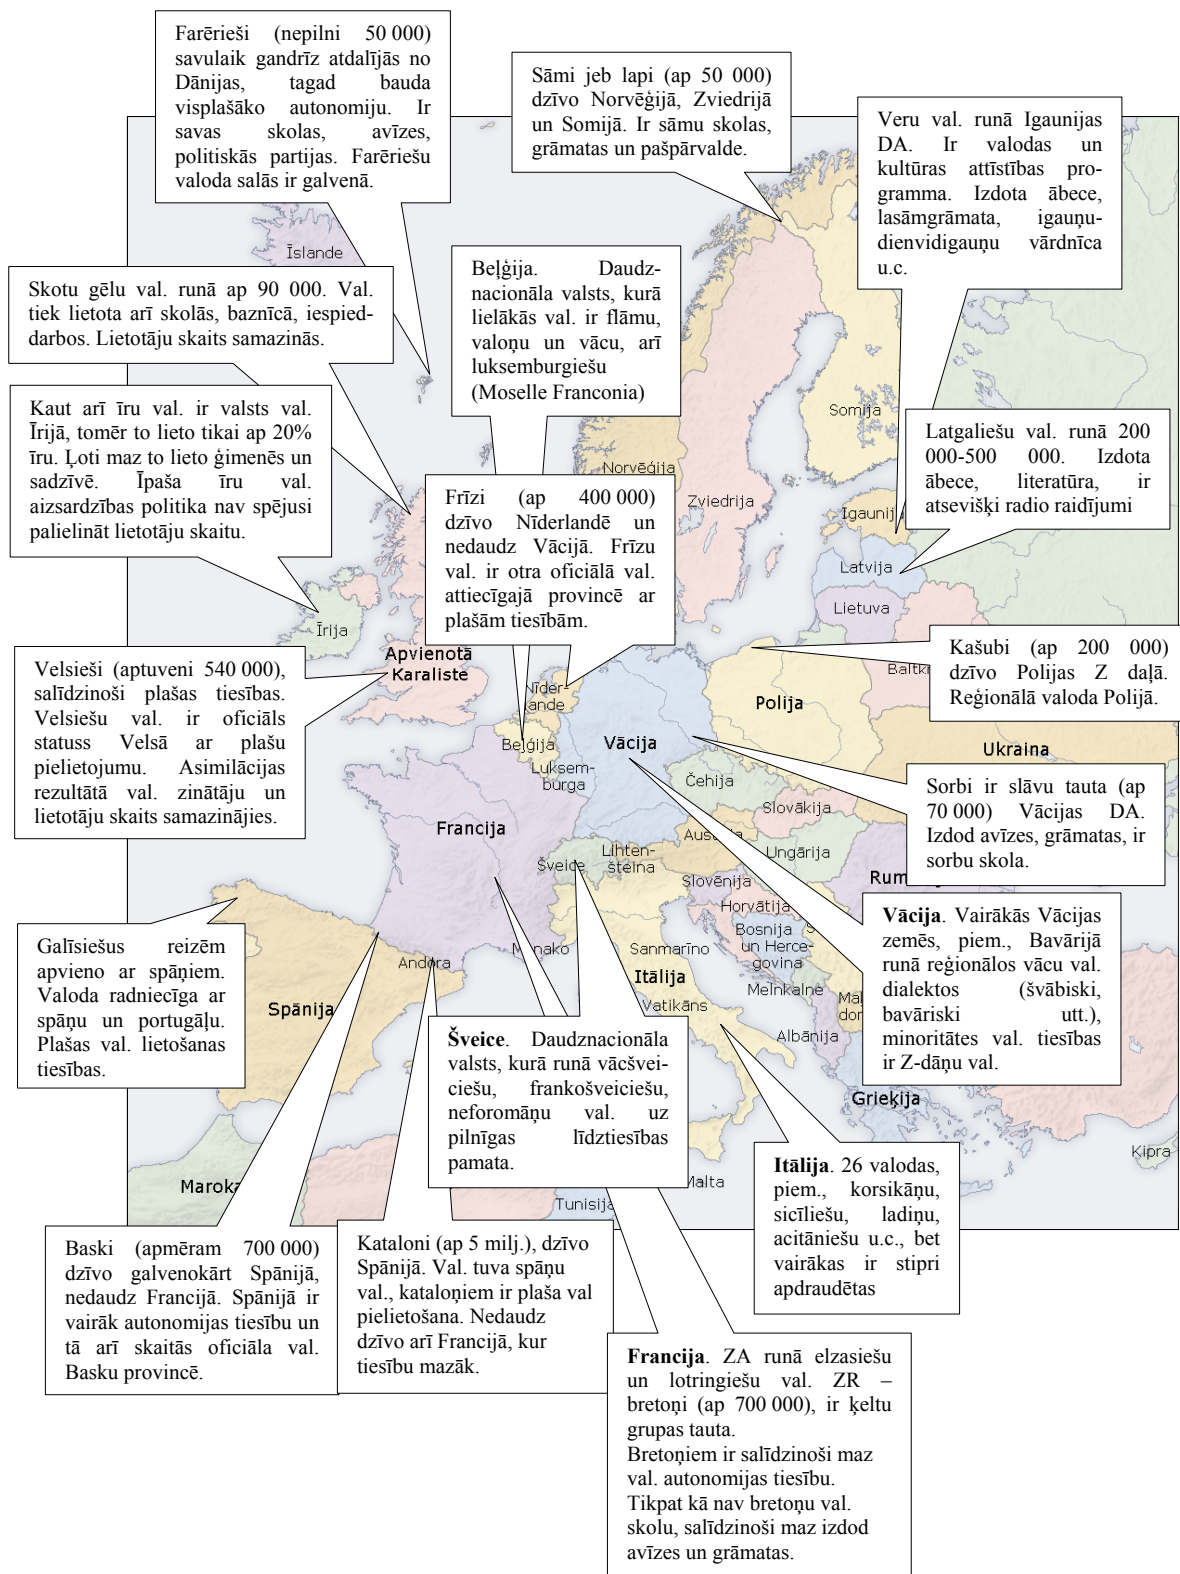 Farērieši (nepilni 50 000)
savulaik gandrīz atdalījās no
Dānijas, tagad bauda
visplašāko autonomiju. Ir
savas skolas, avīzes,
politiskās partijas. Farēriešu
valoda salās ir galvenā.
Sāmi jeb lapi (ap 50 000)
dzīvo Norvēģijā, Zviedrijā
un Somijā. Ir sāmu skolas,
grāmatas un pašpārvalde.
Veru val. runā Igaunijas
DA. Ir valodas un
kultūras attīstības pro-
gramma. Izdota ābece,
lasāmgrāmata, igauņu-
dienvidigauņu vārdnīca
u.c.
Īslande
Skotu gēlu val. runā ap 90 000. Val.
tiek lietota arī skolās, baznīcā, iespied-
darbos. Lietotāju skaits samazinās.
Beļģija. Daudz-
nacionāla valsts, kurā
lielākās val. ir flāmu,
valoņu un vācu, arī
luksemburgiešu
(Moselle Franconia)
Kaut arī īru val. ir valsts val.
Īrijā, tomēr to lieto tikai ap 20%
īru. Ļoti maz to lieto ģimenēs un
sadzīvē. Īpaša īru val.
aizsardzības politika nav spējusi
palielināt lietotāju skaitu.
Somija
Norvēģija
Zviedrija
Latgaliešu val. runā 200
000-500 000. Izdota
ābece, literatūra, ir
atsevišķi radio raidījumi
Frīzi (ap 400 000)
dzīvo Nīderlandē un
nedaudz Vācijā. Frīzu
val. ir otra oficiālā val.
attiecīgajā provincē ar
plašām tiesībām.
Igaunij
Latvija
Lietuva
Īrija
Apvienotā
Karaliste
Velsieši (aptuveni 540 000),
salīdzinoši plašas tiesības.
Velsiešu val. ir oficiāls
statuss Velsā ar plašu
pielietojumu. Asimilācijas
rezultātā val. zinātāju un
lietotāju skaits samazinājies.
Kašubi (ap 200 000)
dzīvo Polijas Z daļā.
Reģionālā valoda Polijā.
Baltk
Nīder-
lande
Polija
Beļģija
Vācija
Ukraina
Luksem-
burga
Čehija
Slovākija
Sorbi ir slāvu tauta (ap
70 000) Vācijas DA.
Izdod avīzes, grāmatas, ir
sorbu skola.
Francija
Austrija
Ungārija
Šveice
Lihten-
šteina
Slovēnija
Rum
Horvātija
Vācija. Vairākās Vācijas
zemēs, piem., Bavārijā
runā reģionālos vācu val.
dialektos (švābiski,
bavāriski utt.),
minoritātes val. tiesības
ir Z-dāņu val.
Galīsiešus reizēm
apvieno ar spāņiem.
Valoda radniecīga ar
spāņu un portugāļu.
Plašas val. lietošanas
tiesības.
Bosnija
un Herce-
govina
S
Monako
Sanmarīno
Andora
Itālija
Vatikāns
Melnkalne
Ma
don
Spānija
Albānija
Šveice. Daudznacionāla
valsts, kurā runā vācšvei-
ciešu, frankošveiciešu,
neforomāņu val. uz
pilnīgas līdztiesības
pamata.
Grieķija
Kipra
Itālija. 26 valodas,
piem., korsikāņu,
sicīliešu, ladiņu,
acitāniešu u.c., bet
vairākas ir stipri
apdraudētas
Maroka
Malta
Tunisija
Baski (apmēram 700 000)
dzīvo galvenokārt Spānijā,
nedaudz Francijā. Spānijā ir
vairāk autonomijas tiesību un
tā arī skaitās oficiāla val.
Basku provincē.
Kataloni (ap 5 milj.), dzīvo
Spānijā. Val. tuva spāņu
val., kataloņiem ir plaša val
pielietošana. Nedaudz
dzīvo arī Francijā, kur
tiesību mazāk.
Francija. ZA runā elzasiešu
un lotringiešu val. ZR –
bretoņi (ap 700 000), ir ķeltu
grupas tauta.
Bretoņiem ir salīdzinoši maz
val. autonomijas tiesību.
Tikpat kā nav bretoņu val.
skolu, salīdzinoši maz izdod
avīzes un grāmatas.